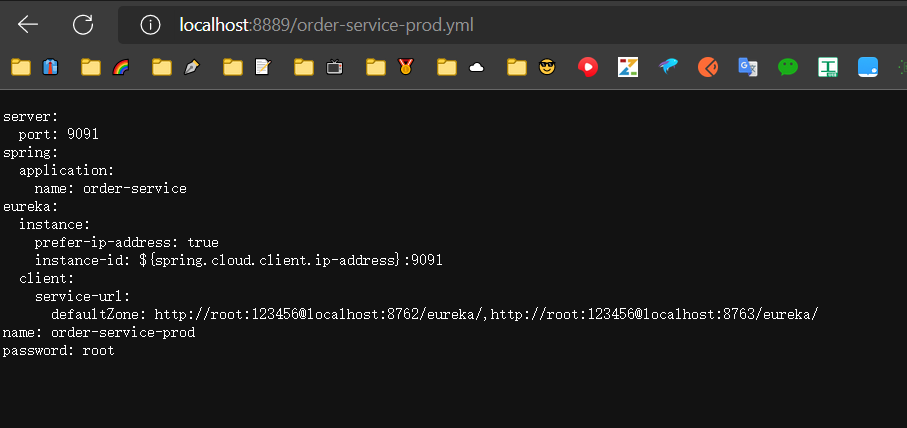 localhost:8889/order-service-prod.yml
server:
  port: 9091
spring:
  application:
    name: order-service
eureka:
  instance:
    prefer-ip-address: true
    instance-id: ${spring.cloud.client.ip-address}:9091
  client:
    service-url:
      defaultZone: http://root:123456@localhost:8762/eureka/,http://root:123456@localhost:8763/eureka/
name: order-service-prod
password: root